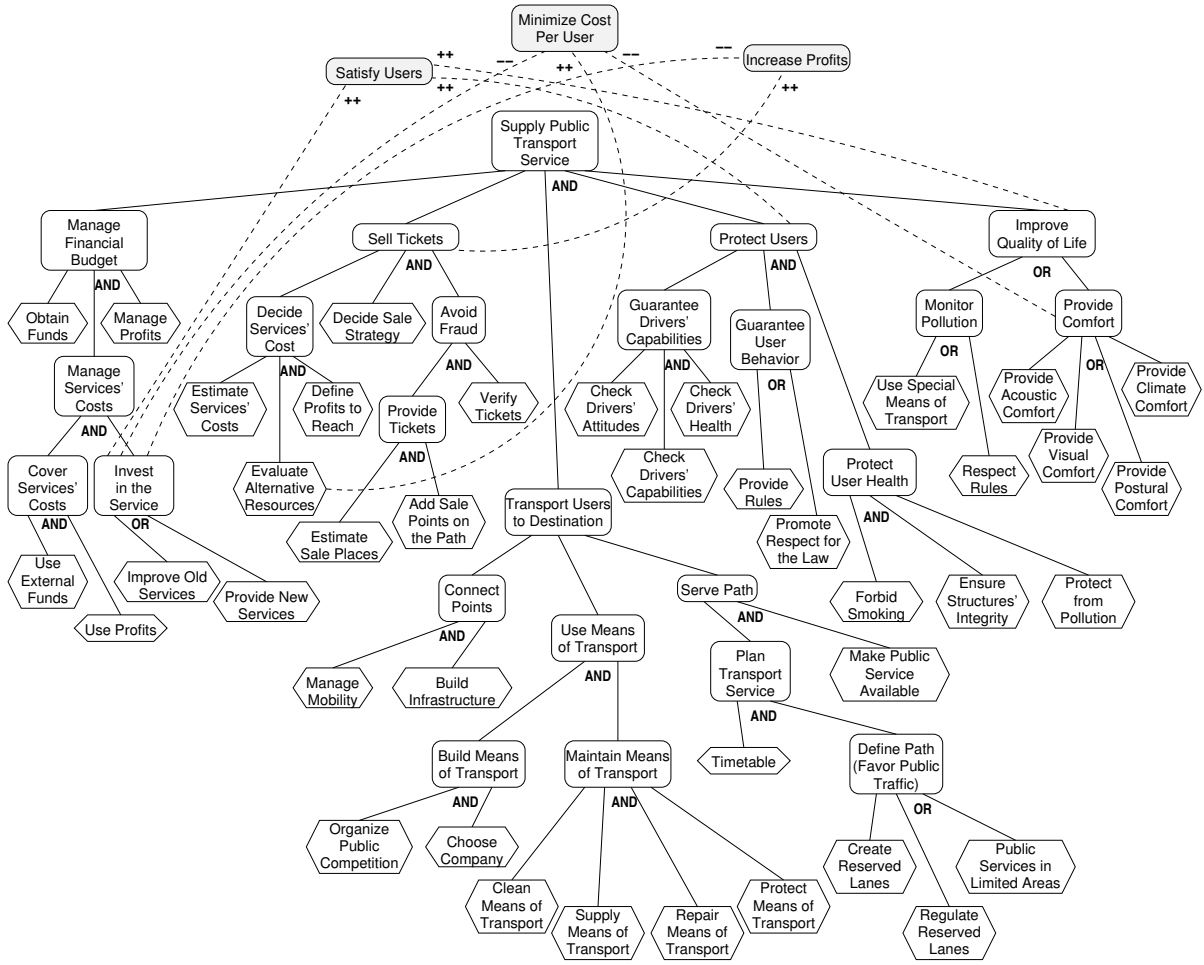 Minimize Cost
Per User
++
−−
−−
−−
Satisfy Users
++
Increase Profits
++
++
++
Supply Public
Transport
Service
AND
Manage
Financial
Budget
AND
Sell Tickets
AND
Protect Users
AND
Improve
Quality of Life
OR
Obtain
Funds
Manage
Profits
Decide
Services'
Cost
AND
Decide Sale
Strategy
Avoid
Fraud
AND
Guarantee
Drivers'
Capabilities
AND
Guarantee
User
Behavior
OR
Monitor
Pollution
OR
Provide
Comfort
OR
Manage
Services'
Costs
AND
Estimate
Services'
Costs
Define
Profits to
Reach
Provide
Tickets
AND
Verify
Tickets
Check
Drivers'
Attitudes
Check
Drivers'
Health
Use Special
Means of
Transport
Provide
Acoustic
Comfort
Provide
Climate
Comfort
Cover
Services'
Costs
AND
Invest
in the
Service
OR
Evaluate
Alternative
Resources
Check
Drivers'
Capabilities
Provide
Rules
Protect
User Health
AND
Respect
Rules
Provide
Visual
Comfort
Provide
Postural
Comfort
Estimate
Sale Places
Add Sale
Points on
the Path
Transport Users
to Destination
AND
Promote
Respect for
the Law
Use
External
Funds
Improve Old
Services
Provide New
Services
Use Profits
Connect
Points
AND
Use Means
of Transport
AND
Serve Path
AND
Forbid
Smoking
Ensure
Structures'
Integrity
Protect
from
Pollution
Manage
Mobility
Build
Infrastructure
Plan
Transport
Service
AND
Make Public
Service
Available
Build Means
of Transport
AND
Maintain Means
of Transport
AND
Timetable
Define Path
(Favor Public
Traffic)
OR
Organize
Public
Competition
Choose
Company
Clean
Means of
Transport
Supply
Means of
Transport
Repair
Means of
Transport
Protect
Means of
Transport
Create
Reserved
Lanes
Regulate
Reserved
Lanes
Public
Services in
Limited Areas